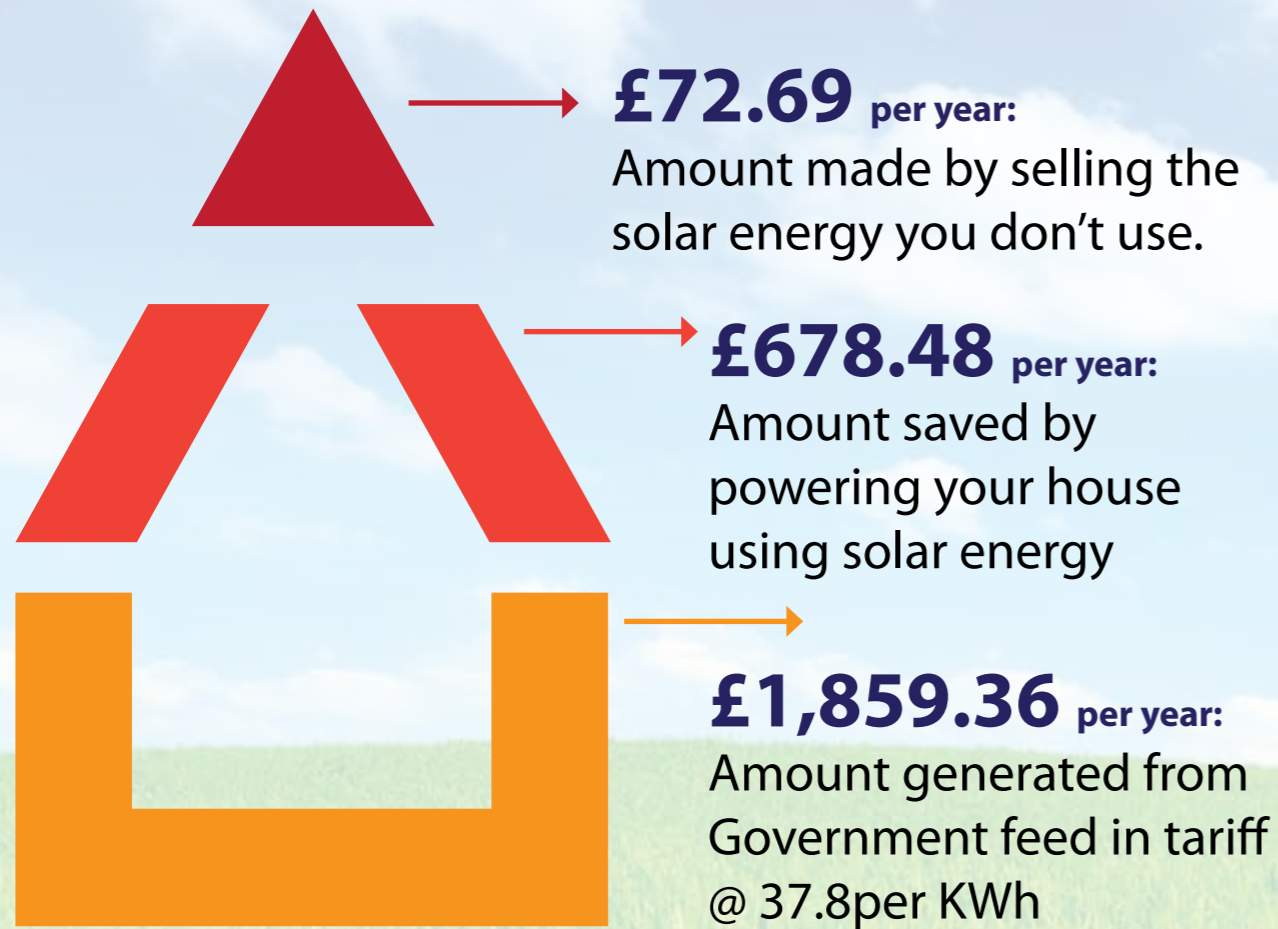 £72.69 per year:
Amount made by selling the
solar energy you don’t use.
£678.48 per year:
Amount saved by
powering your house
using solar energy
£1,859.36 per year:
Amount generated from
Government feed in tariff
@ 37.8per KWh